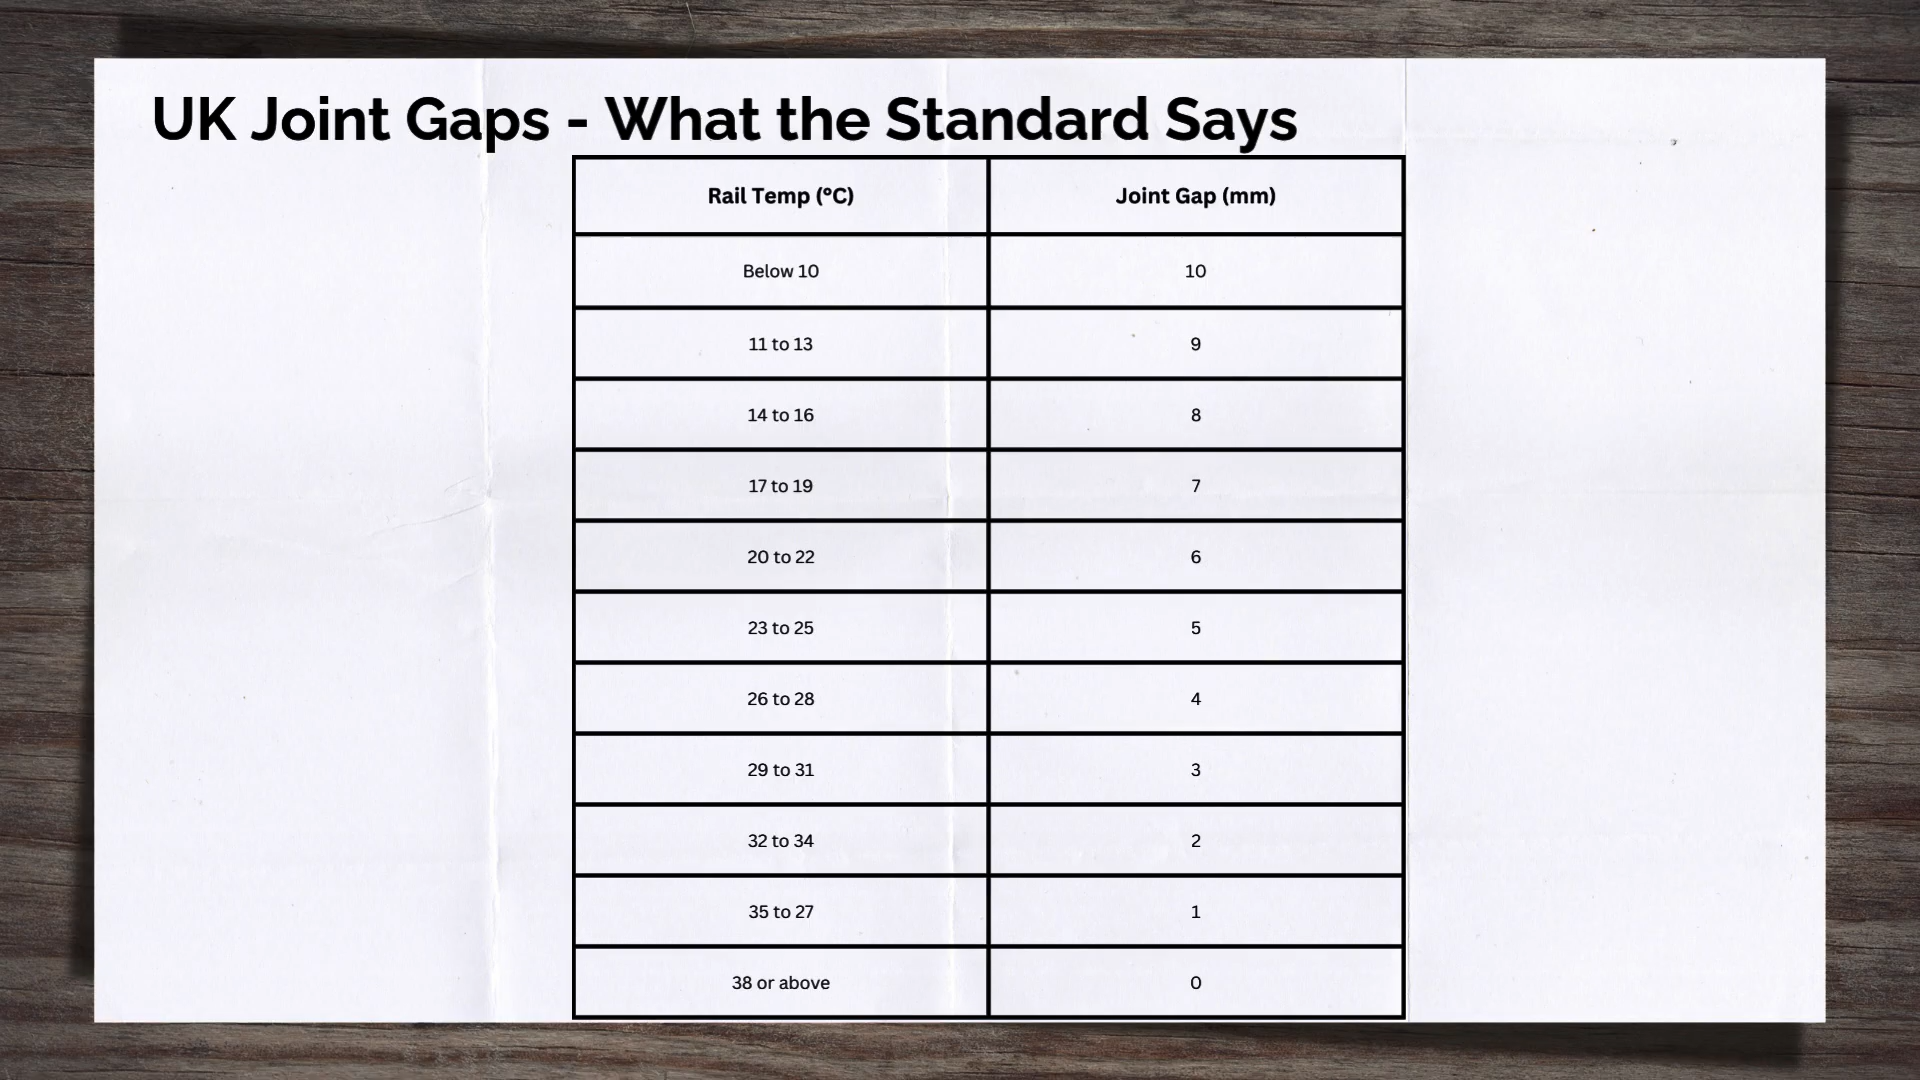 UK Joint Gaps - What the Standard Says
Rail Temp (°C) Joint Gap (mm)
Below 10 10
11 to 13 9
14 to 16 8
17 to 19 7
20 to 22 6
23 to 25 5
26 to 28 4
29 to 31 3
32 to 34 2
35 to 27 1
38 or above 0